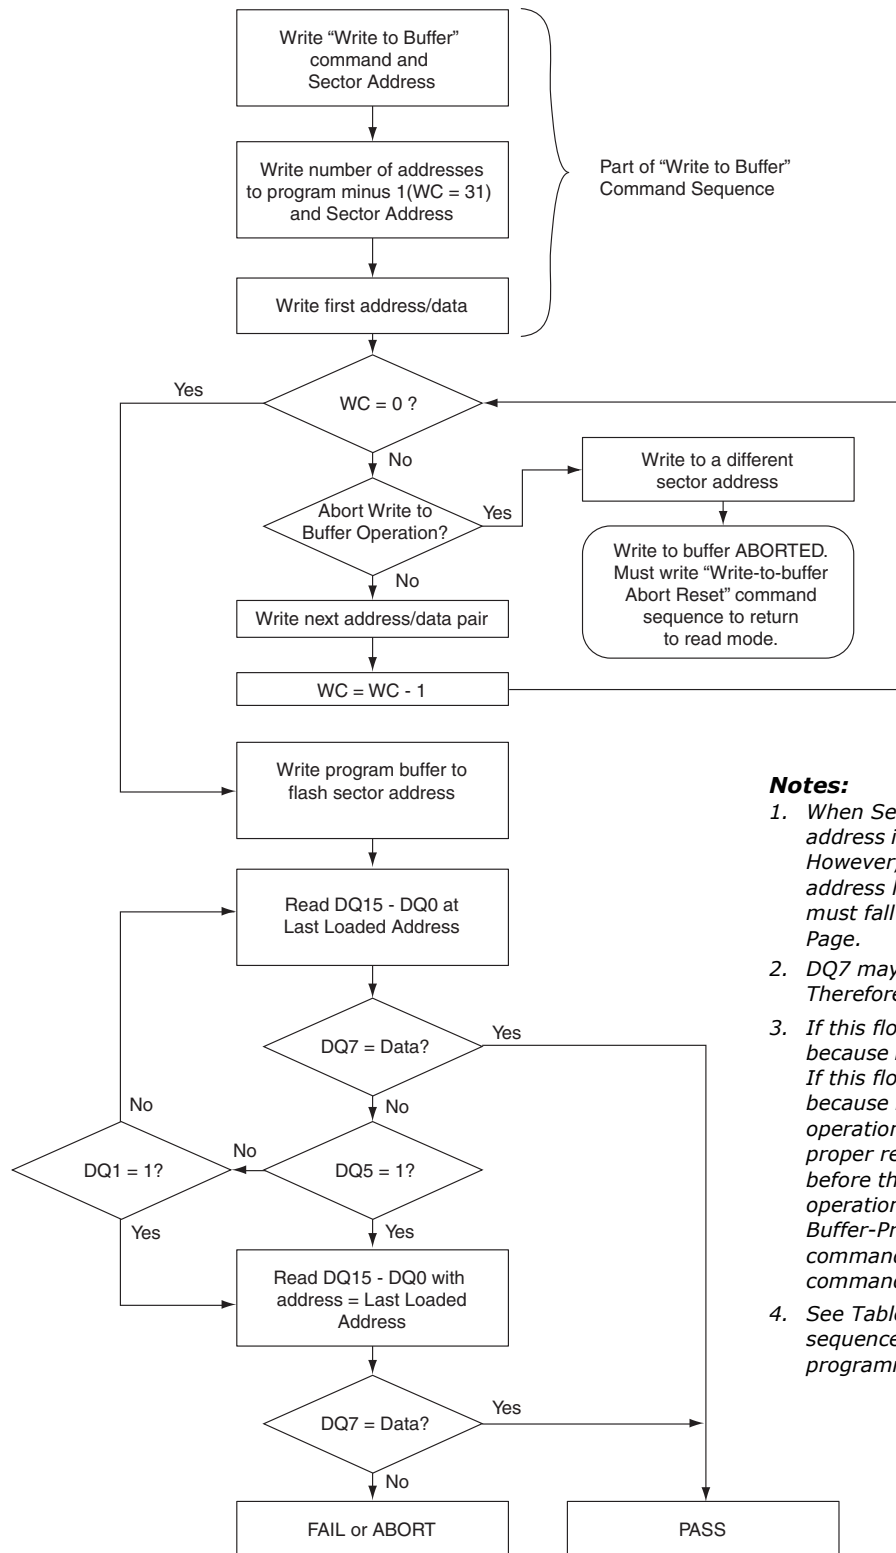 Write “Write to Buffer”
command and
Sector Address
Write number of addresses
to program minus 1(WC = 31)
and Sector Address
Part of “Write to Buffer”
Command Sequence
Write first address/data
Yes
WC = 0 ?
No
Write to a different
sector address
Abort Write to
Buffer Operation?
Yes
No
Write to buffer ABORTED.
Must write “Write-to-buffer
Abort Reset” command
sequence to return
to read mode.
Write next address/data pair
WC = WC - 1
Write program buffer to
flash sector address
Notes:
1. When Se
address i
However,
address l
must fall
Page.
2. DQ7 may
Therefore
3. If this flo
because
If this flo
because
operation
proper re
before th
operation
Buffer-Pr
command
command
4. See Table
sequence
programm
Read DQ15 - DQ0 at
Last Loaded Address
DQ7 = Data?
Yes
No
No
DQ1 = 1?
No
DQ5 = 1?
Yes
Yes
Read DQ15 - DQ0 with
address = Last Loaded
Address
DQ7 = Data?
Yes
No
FAIL or ABORT
PASS